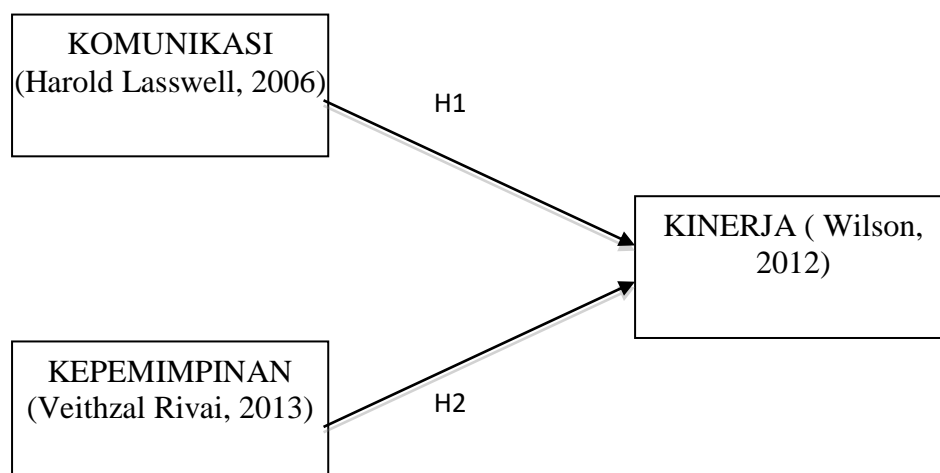 KOMUNIKASI
(Harold Lasswell, 2006)
H1
KINERJA ( Wilson,
2012)
KEPEMIMPINAN
(Veithzal Rivai, 2013)
H2